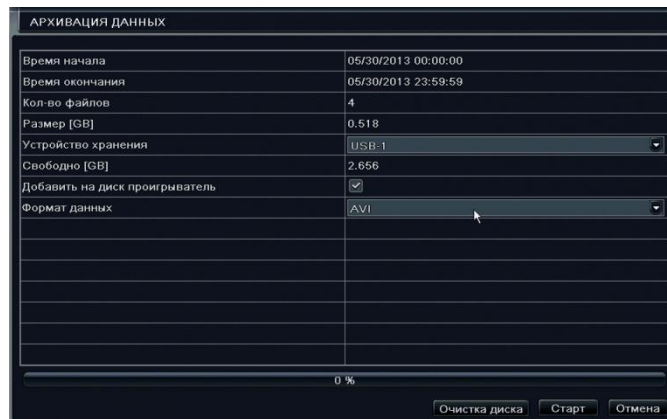 АРХИВАЦИЯ ДАННЫХ
Время начала 05/30/2013 00:00:00
Время окончания 05/30/2013 23:59:59
Кол-во файлов 4
Размер [GB] 0.518
Устройство хранения USB-1
Свободно [GB] 2.656
Добавить на диск проигрыватель
Формат данных AVI
0 %
Очистка диска Старт Отмена